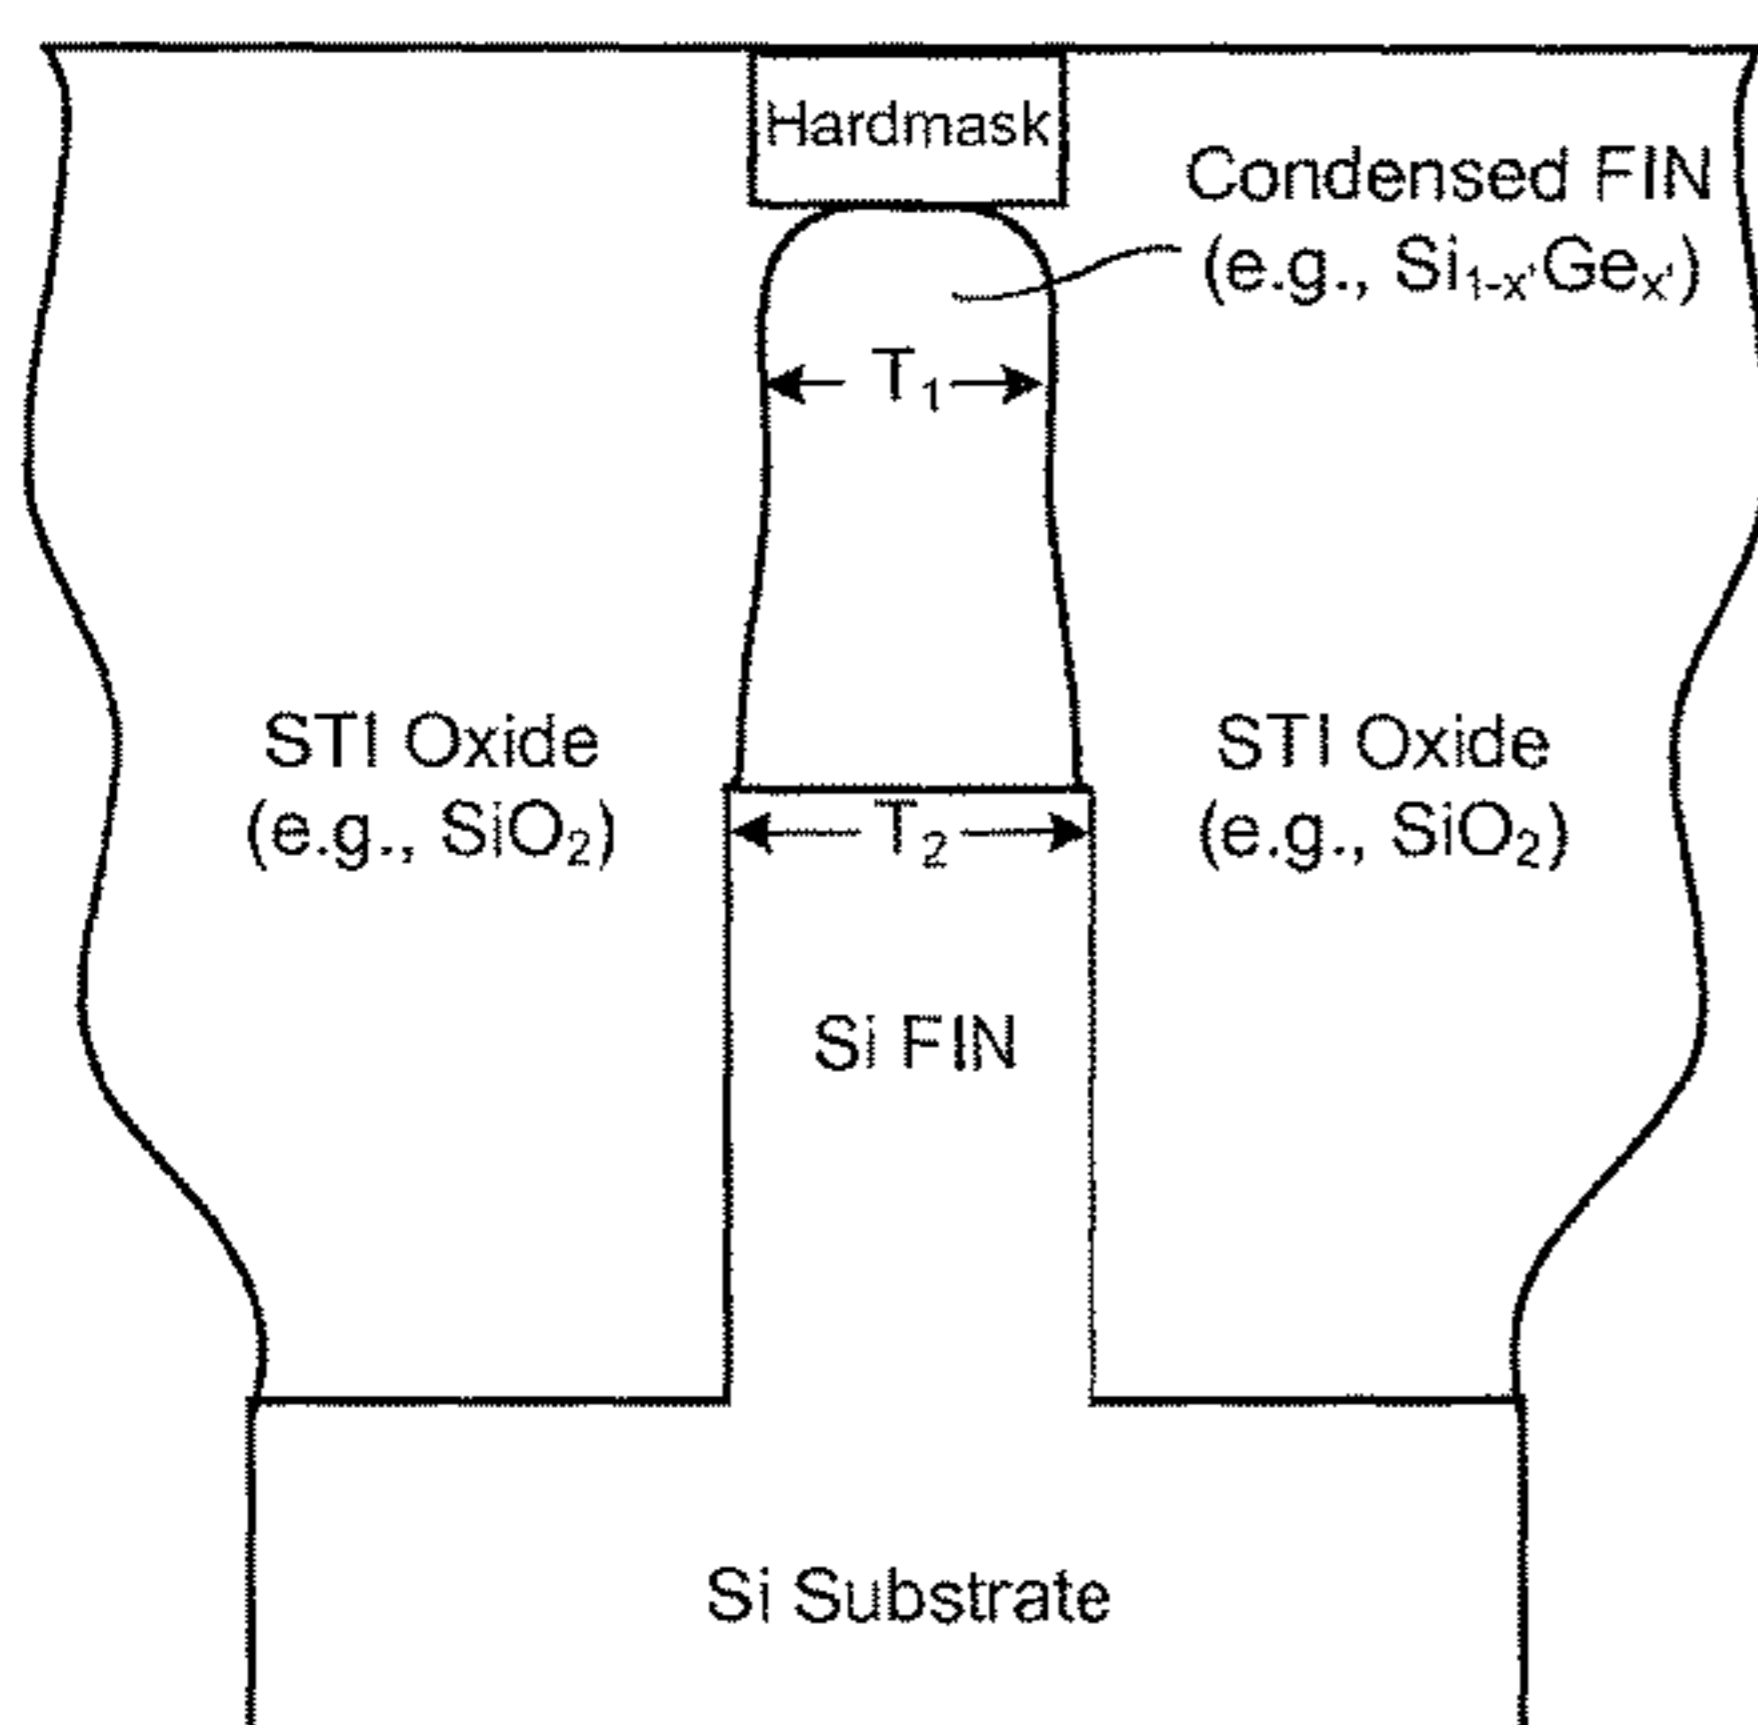 Hardmask
Condensed FIN
(e.g., Si₁₋ₓ'Geₓ')
T₁
STI Oxide
(e.g., SiO₂)
STI Oxide
(e.g., SiO₂)
T₂
Si FIN
Si Substrate